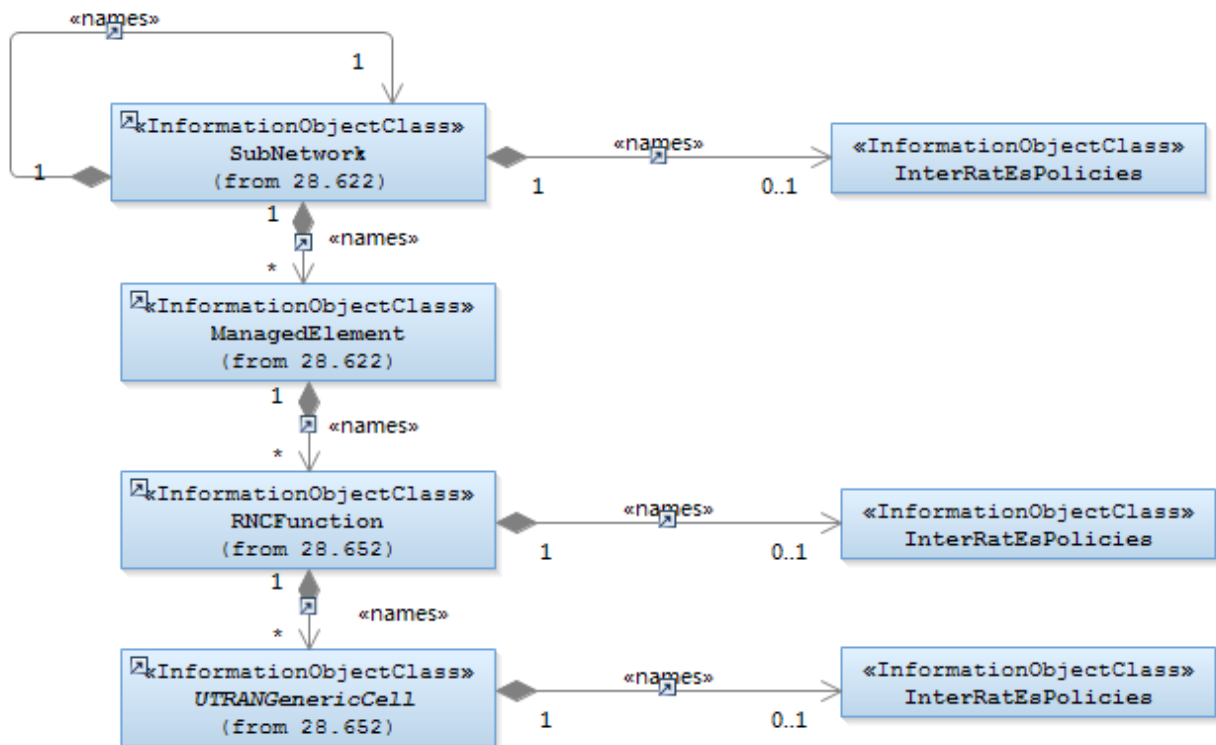 «names»
1
«InformationObjectClass»
SubNetwork
(from 28.622)
1
«names»
1
0..1
«InformationObjectClass»
InterRatEsPolicies
1
«names»
*
«InformationObjectClass»
ManagedElement
(from 28.622)
1
«names»
*
«InformationObjectClass»
RNCFunction
(from 28.652)
«names»
1
0..1
«InformationObjectClass»
InterRatEsPolicies
1
«names»
*
«InformationObjectClass»
UTRANGenericCell
(from 28.652)
«names»
1
0..1
«InformationObjectClass»
InterRatEsPolicies